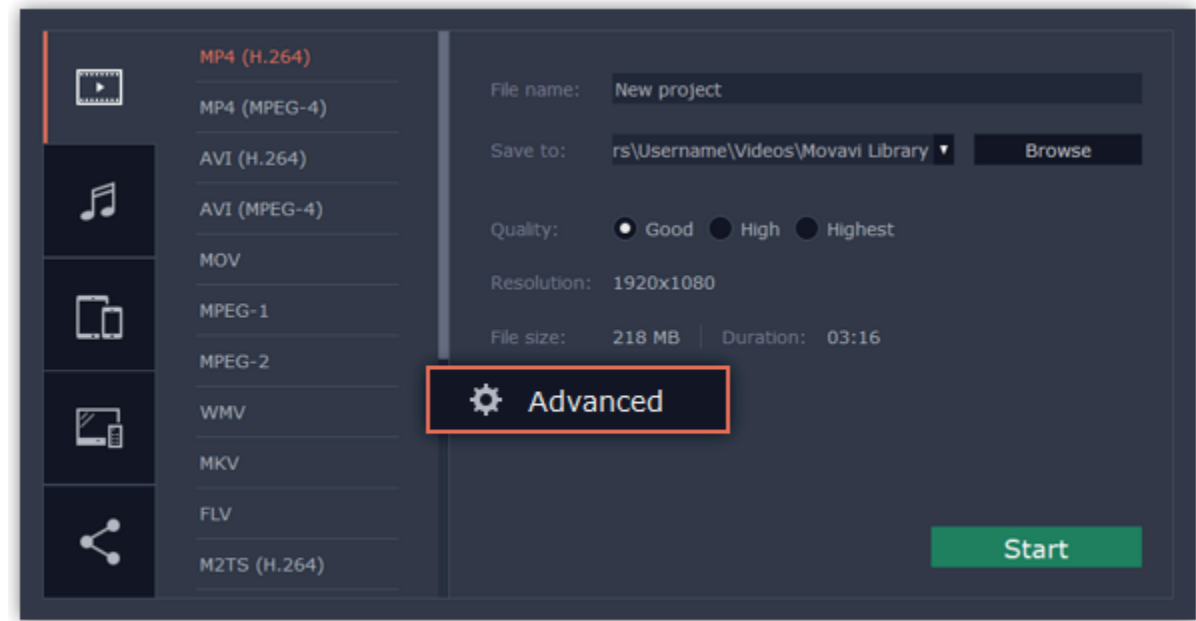 MP4 (H.264)
MP4 (MPEG-4)
AVI (H.264)
AVI (MPEG-4)
MOV
MPEG-1
MPEG-2
WMV
MKV
FLV
M2TS (H.264)
File name: New project
Save to: rs\Username\Videos\Movavi Library Browse
Quality: Good High Highest
Resolution: 1920x1080
File size: 218 MB Duration: 03:16
Advanced
Start